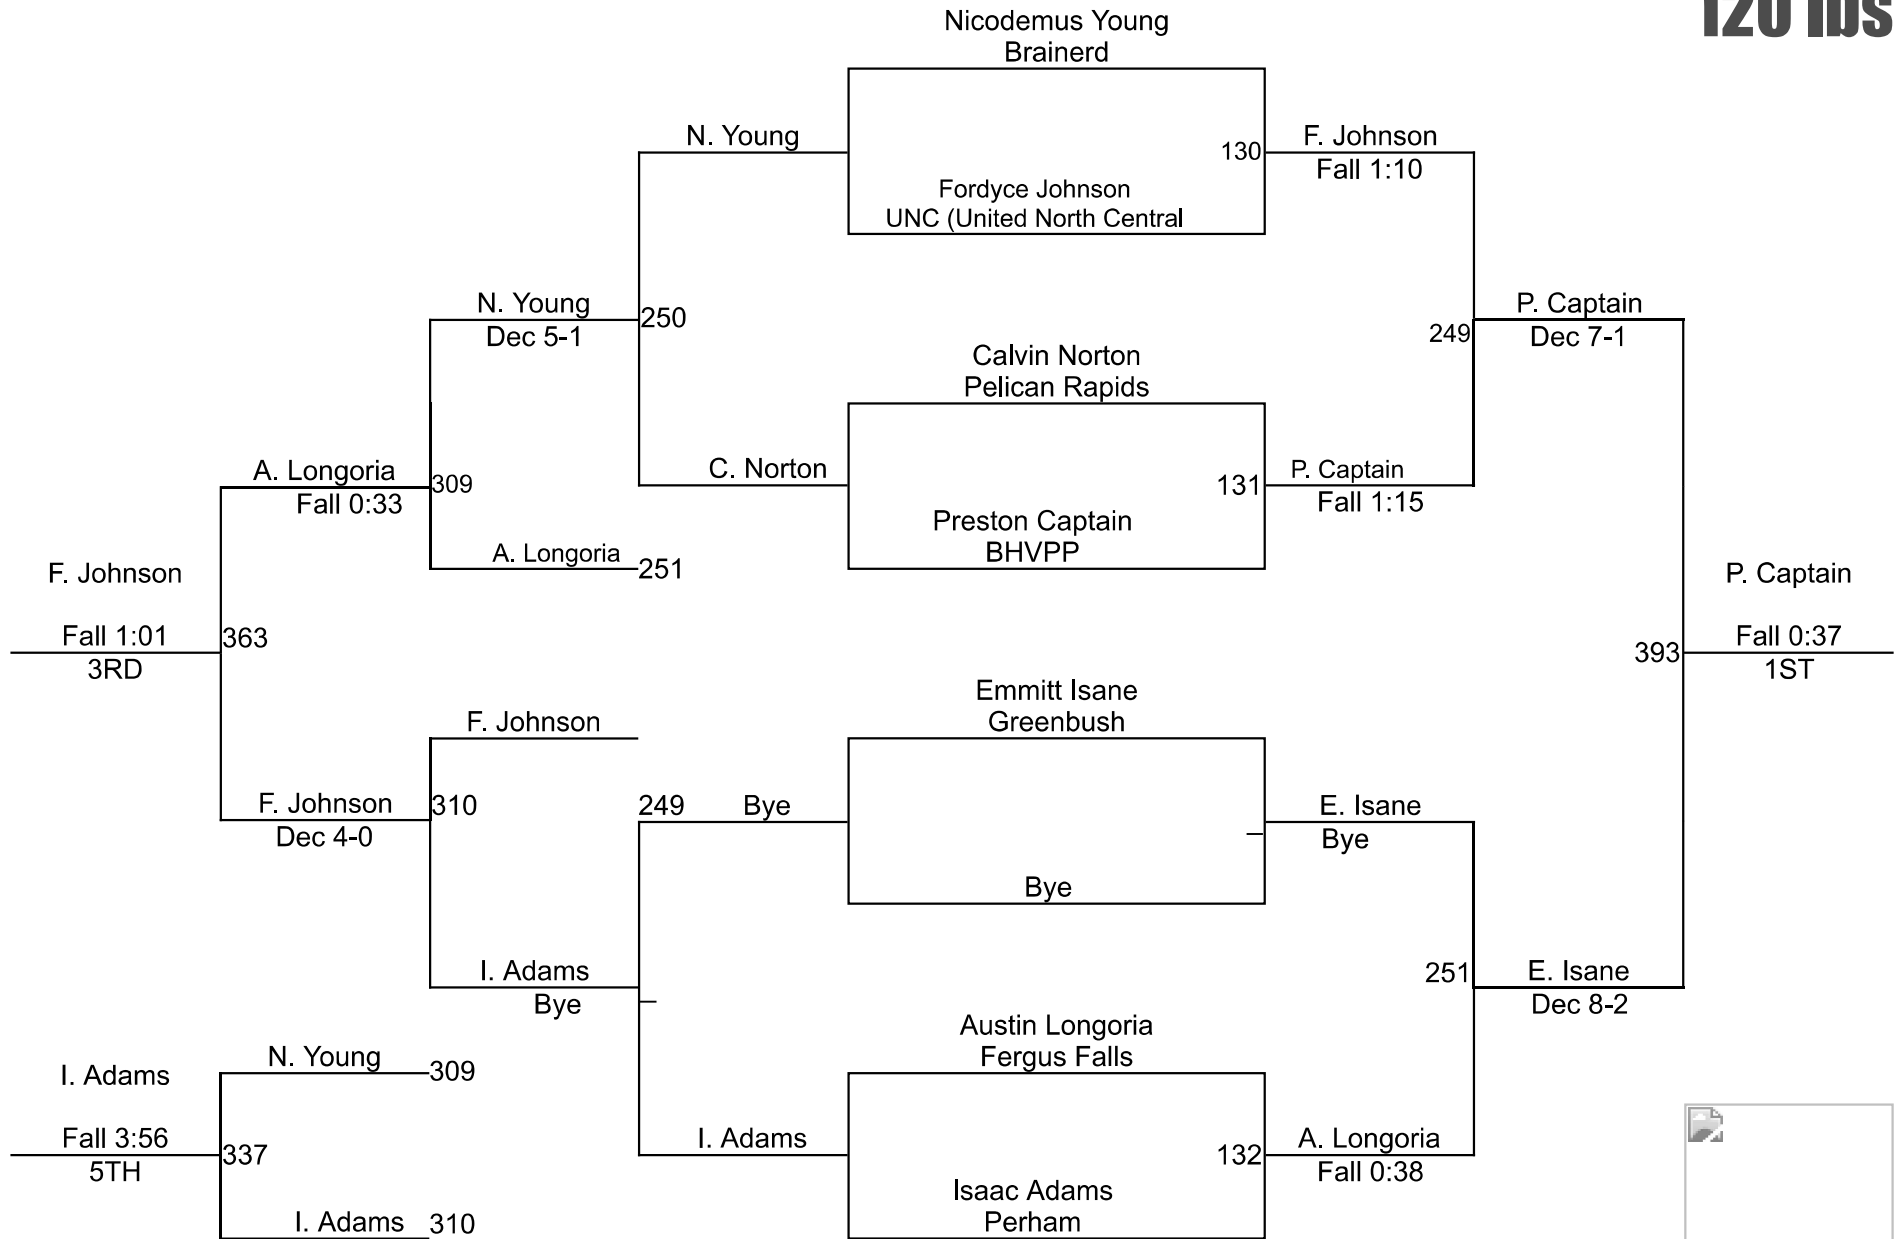 120 lbs
Nicodemus Young
Brainerd
N. Young
130
F. Johnson
Fall 1:10
Fordyce Johnson
UNC (United North Central
N. Young
Dec 5-1
250
249
P. Captain
Dec 7-1
Calvin Norton
Pelican Rapids
A. Longoria
Fall 0:33
309
C. Norton
131
P. Captain
Fall 1:15
Preston Captain
BHVPP
A. Longoria
251
F. Johnson
Fall 1:01
3RD
363
393
P. Captain
Fall 0:37
1ST
Emmitt Isane
Greenbush
F. Johnson
F. Johnson
Dec 4-0
310
249
Bye
E. Isane
Bye
Bye
I. Adams
Bye
251
E. Isane
Dec 8-2
Austin Longoria
Fergus Falls
N. Young
309
I. Adams
Fall 3:56
5TH
337
I. Adams
132
A. Longoria
Fall 0:38
Isaac Adams
Perham
I. Adams
310